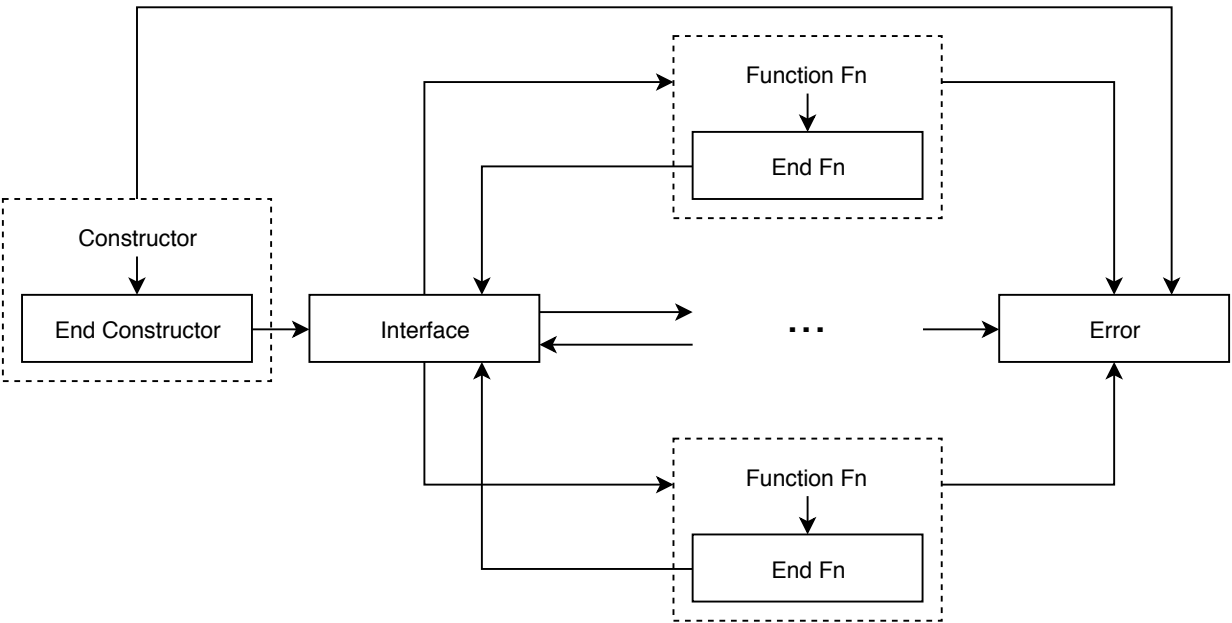 Function Fn
End Fn
Constructor
End Constructor
Interface
...
Error
Function Fn
End Fn